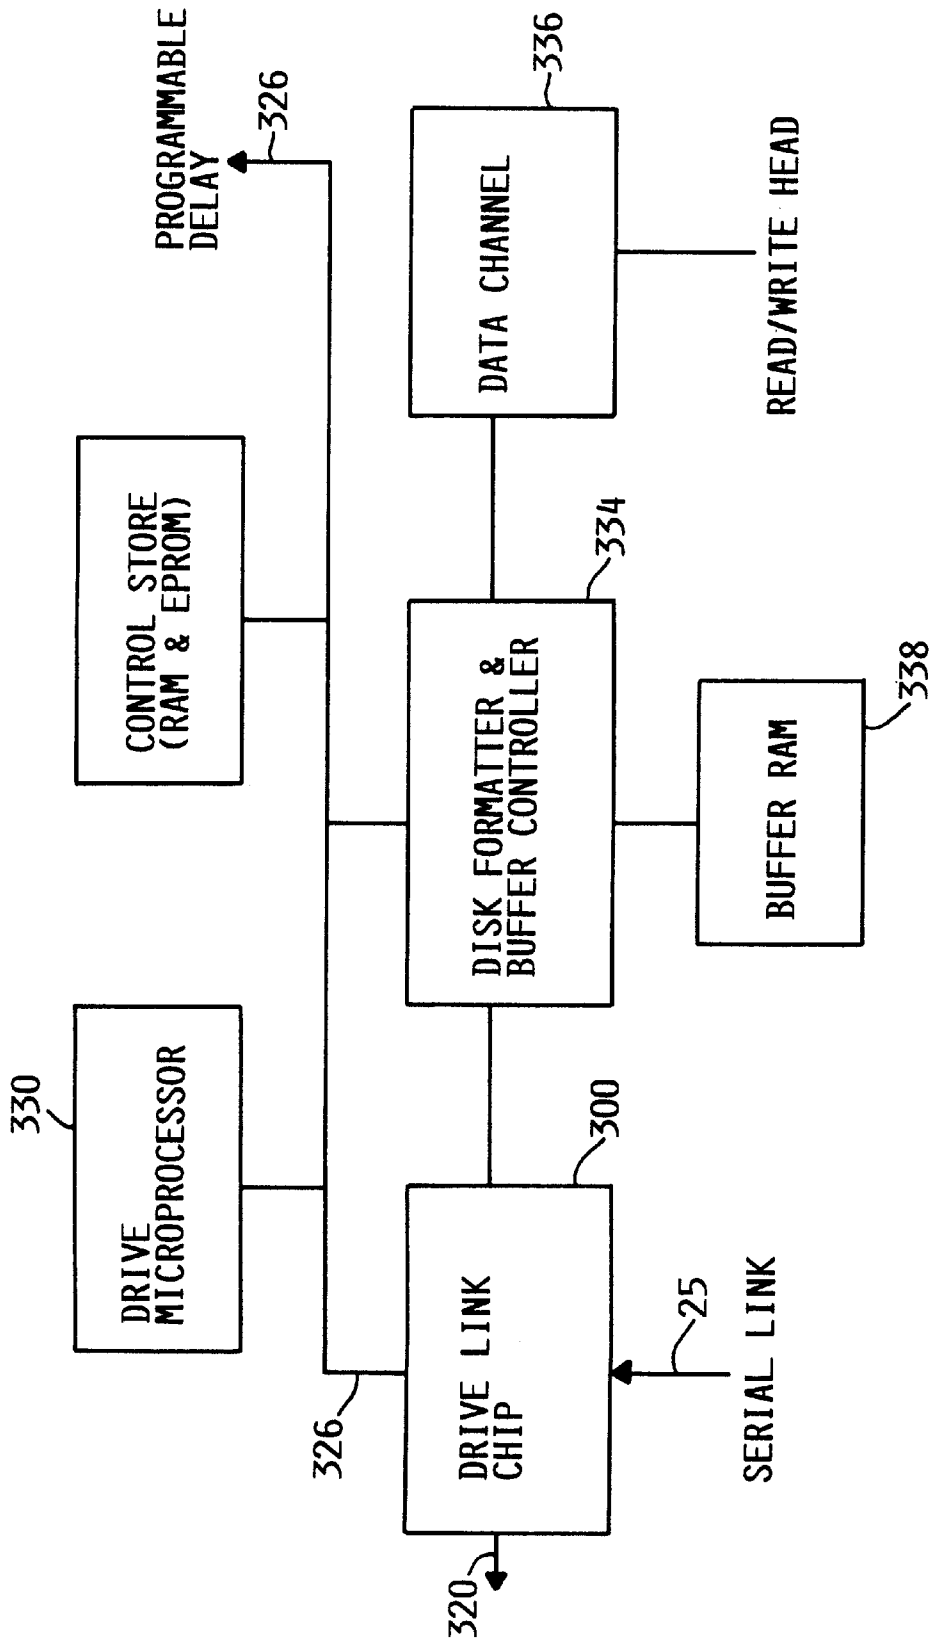 330
DRIVE
MICROPROCESSOR
CONTROL STORE
(RAM & EPROM)
PROGRAMMABLE
DELAY
326
326
320
DRIVE LINK
CHIP
300
25
SERIAL LINK
DISK FORMATTER &
BUFFER CONTROLLER
334
BUFFER RAM
338
DATA CHANNEL
336
READ/WRITE HEAD